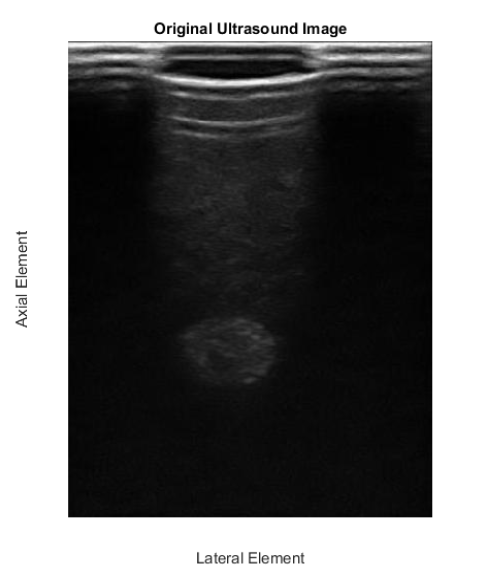 Original Ultrasound Image
Axial Element
Lateral Element